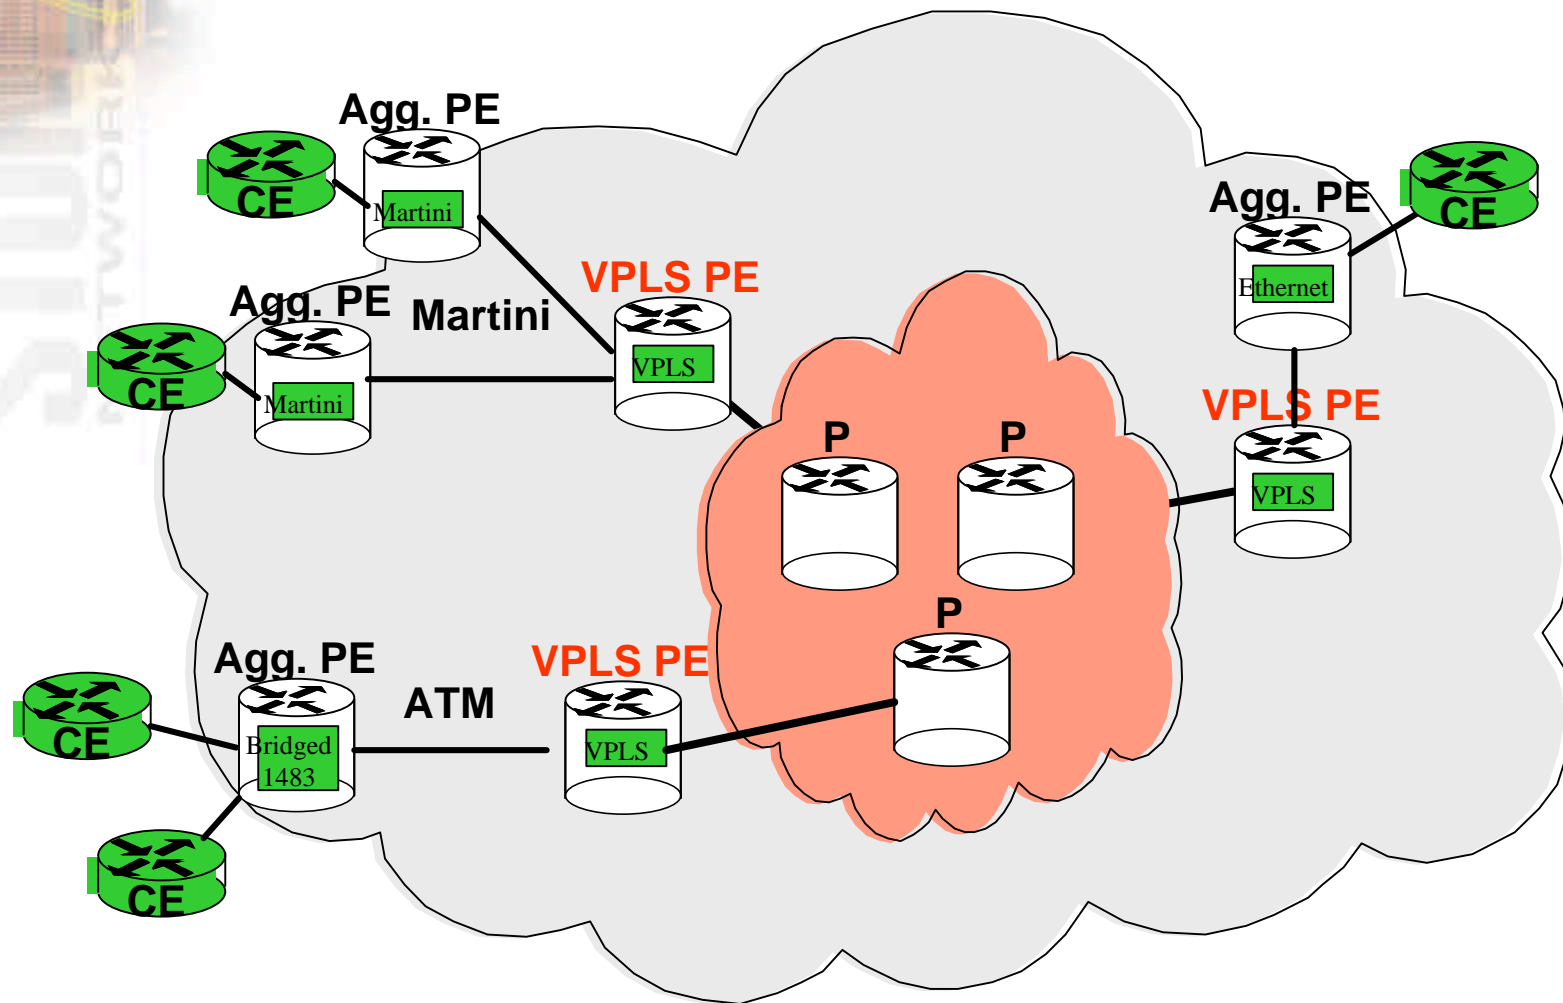 Agg. PE
CE
Martini
Agg. PE
CE
Martini
Martini
VPLS PE
VPLS
Agg. PE
CE
Ethernet
VPLS PE
VPLS
P
P
P
Agg. PE
CE
CE
Bridged
1483
ATM
VPLS PE
VPLS